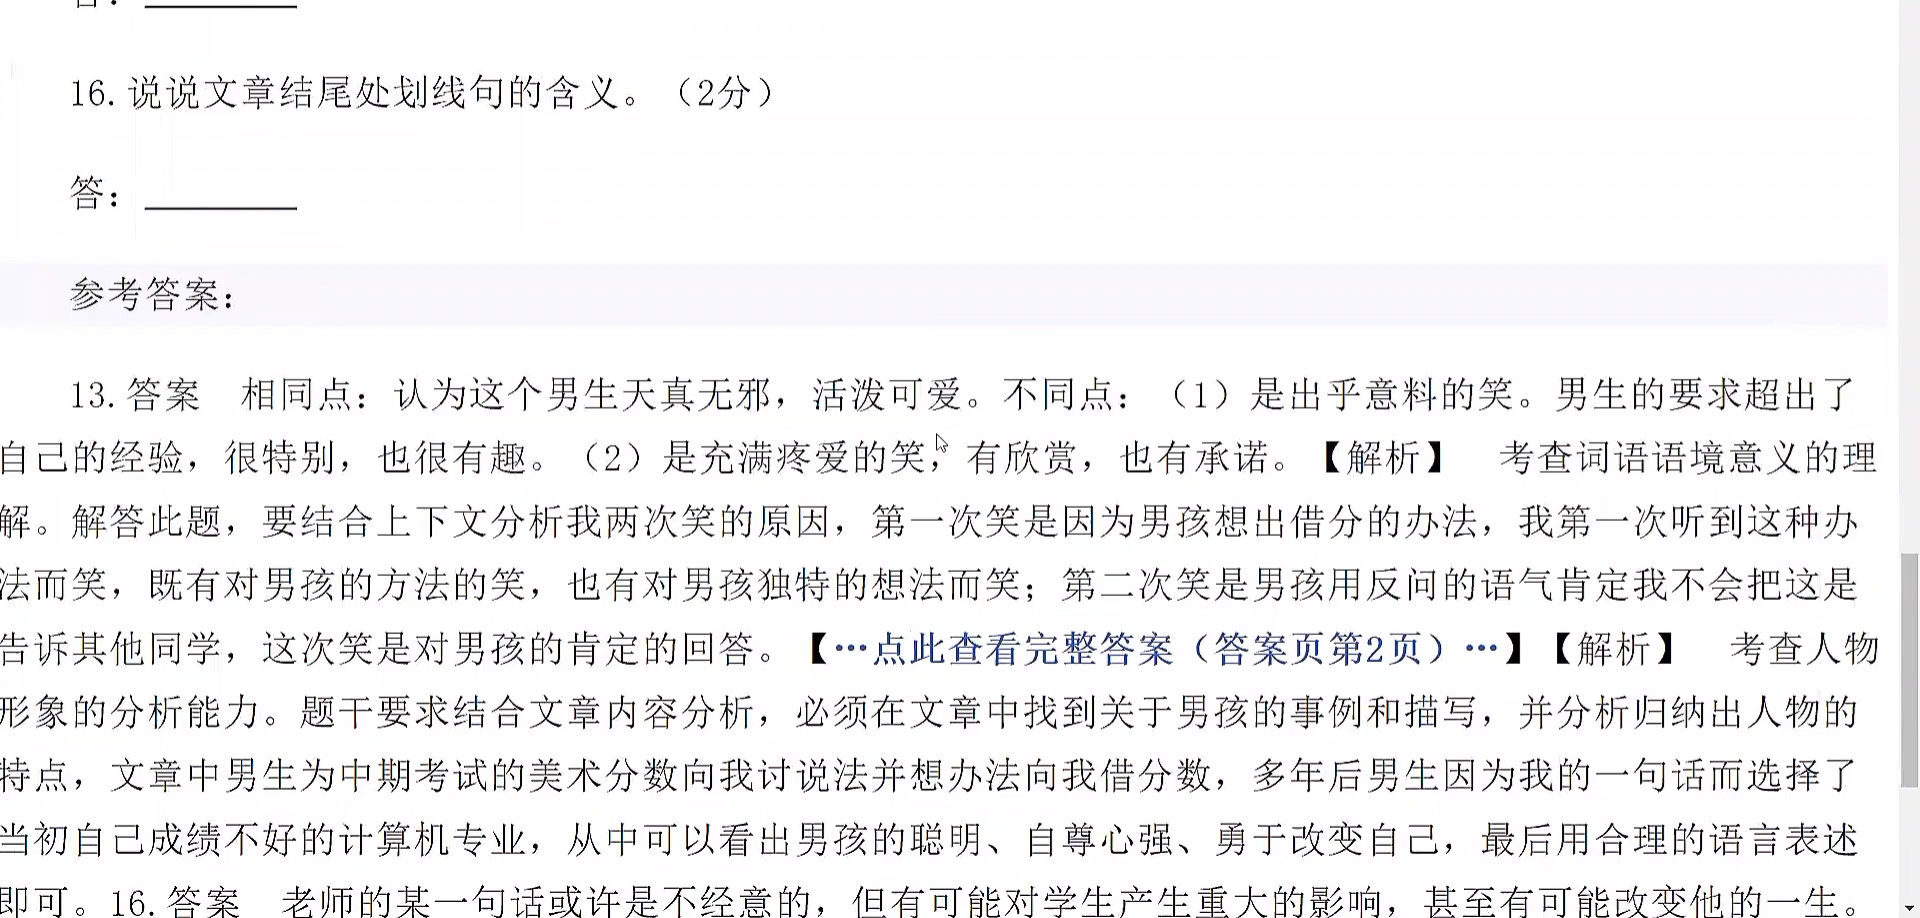 答：
16.说说文章结尾处划线句的含义。（2分）
答：
参考答案：
13.答案 相同点：认为这个男生天真无邪，活泼可爱。不同点：（1）是出乎意料的笑。男生的要求超出了
自己的经验，很特别，也很有趣。（2）是充满疼爱的笑，有欣赏，也有承诺。【解析】 考查词语语境意义的理
解。解答此题，要结合上下文分析我两次笑的原因，第一次笑是因为男孩想出借分的办法，我第一次听到这种办
法而笑，既有对男孩的方法的笑，也有对男孩独特的想法而笑；第二次笑是男孩用反问的语气肯定我不会把这是
告诉其他同学，这次笑是对男孩的肯定的回答。【…点此查看完整答案（答案页第2页）…】【解析】 考查人物
形象的分析能力。题干要求结合文章内容分析，必须在文章中找到关于男孩的事例和描写，并分析归纳出人物的
特点，文章中男生为中期考试的美术分数向我讨说法并想办法向我借分数，多年后男生因为我的一句话而选择了
当初自己成绩不好的计算机专业，从中可以看出男孩的聪明、自尊心强、勇于改变自己，最后用合理的语言表述
即可。16.答案 老师的某一句话或许是不经意的，但有可能对学生产生重大的影响，甚至有可能改变他的一生。